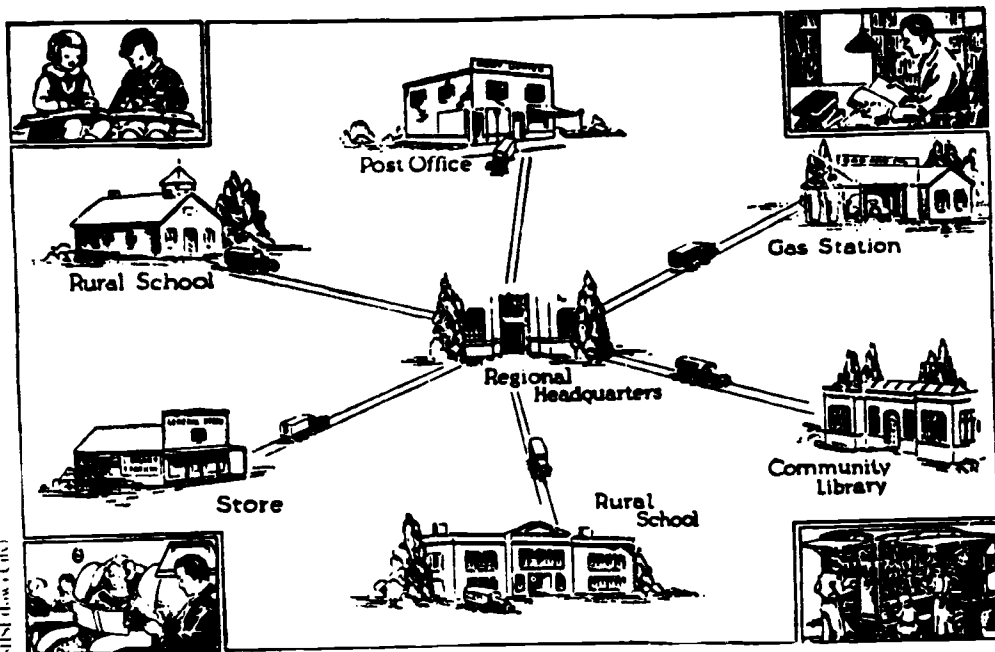 Post Office
Rural School
Gas Station
Regional
Headquarters
Community
Library
Store
Rural
School